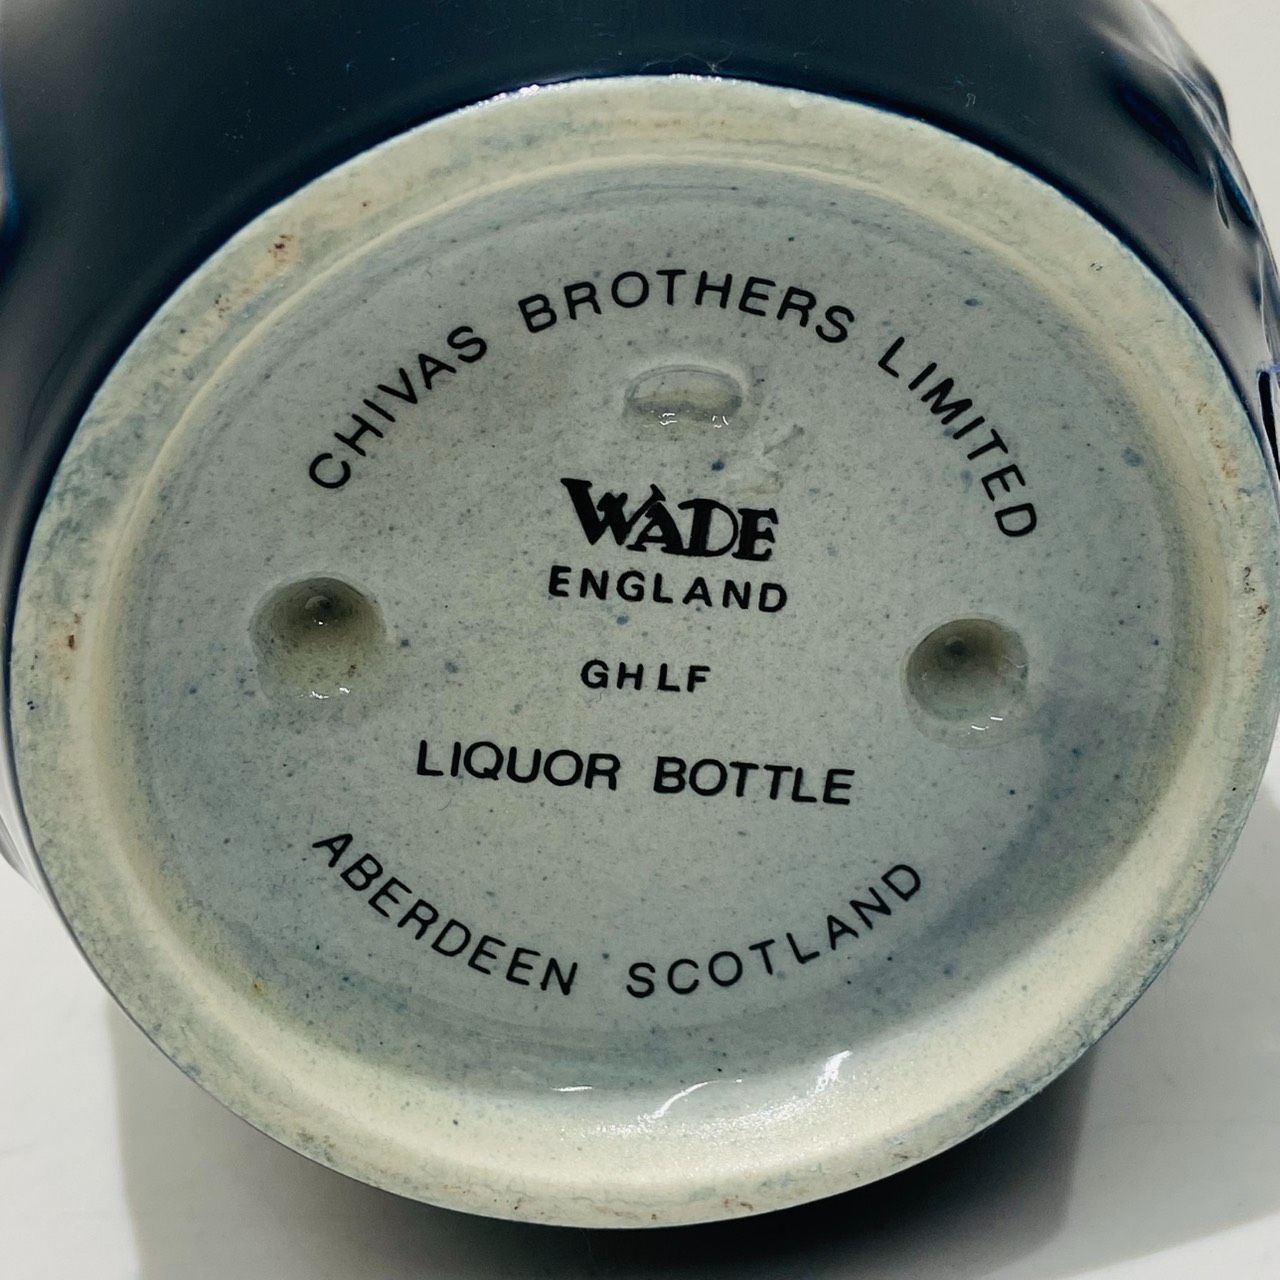 CHIVAS BROTHERS LIMITED
WADE
ENGLAND
GHLF
LIQUOR BOTTLE
ABERDEEN SCOTLAND